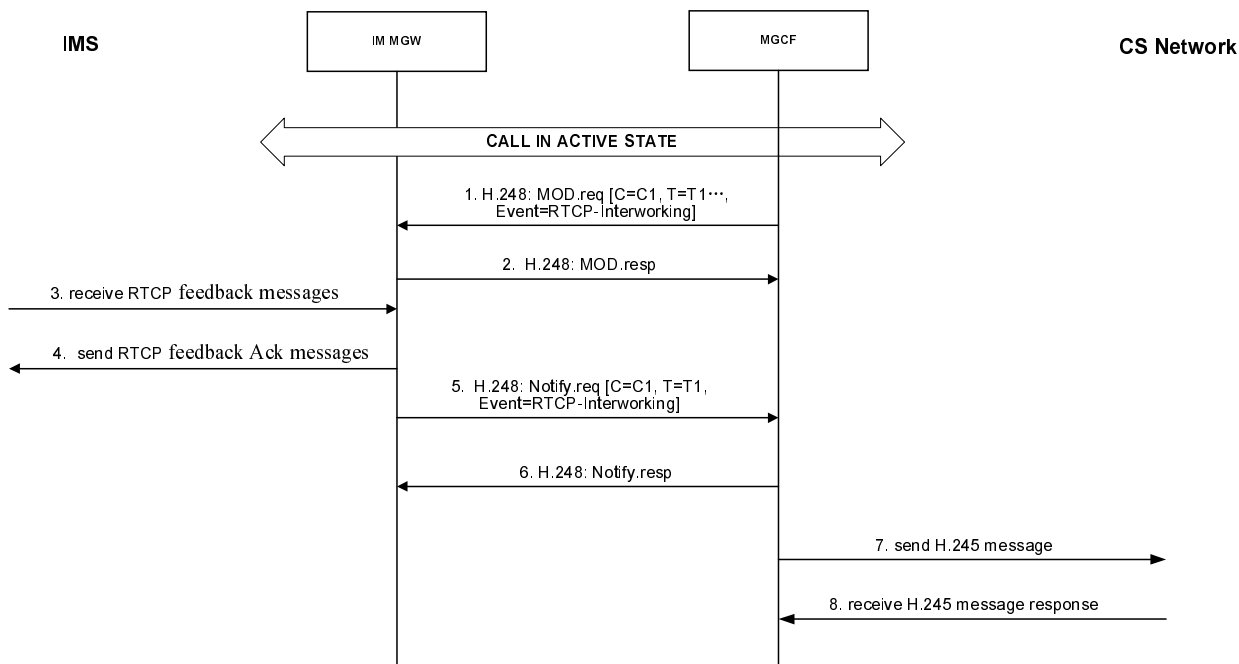 IMS
IM MGW
MGCF
CS Network
CALL IN ACTIVE STATE
1. H.248: MOD.req [C=C1, T=T1⋯,
Event=RTCP-Interworking]
2. H.248: MOD.resp
3. receive RTCP feedback messages
4. send RTCP feedback Ack messages
5. H.248: Notify.req [C=C1, T=T1,
Event=RTCP-Interworking]
6. H.248: Notify.resp
7. send H.245 message
8. receive H.245 message response